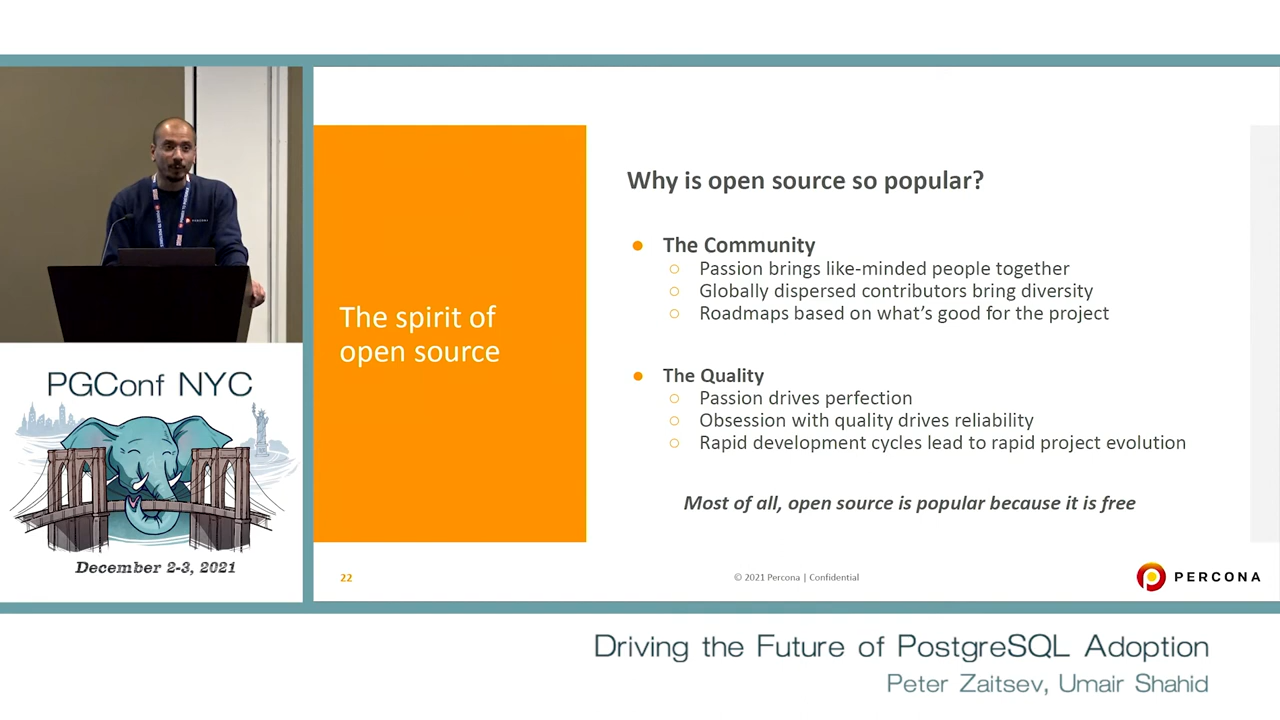 PERCONA
PGConf NYC
December 2-3, 2021
The spirit of
open source
22
Why is open source so popular?
● The Community
○ Passion brings like-minded people together
○ Globally dispersed contributors bring diversity
○ Roadmaps based on what's good for the project
● The Quality
○ Passion drives perfection
○ Obsession with quality drives reliability
○ Rapid development cycles lead to rapid project evolution
Most of all, open source is popular because it is free
© 2021 Percona | Confidential
PERCONA
Driving the Future of PostgreSQL Adoption
Peter Zaitsev, Umair Shahid